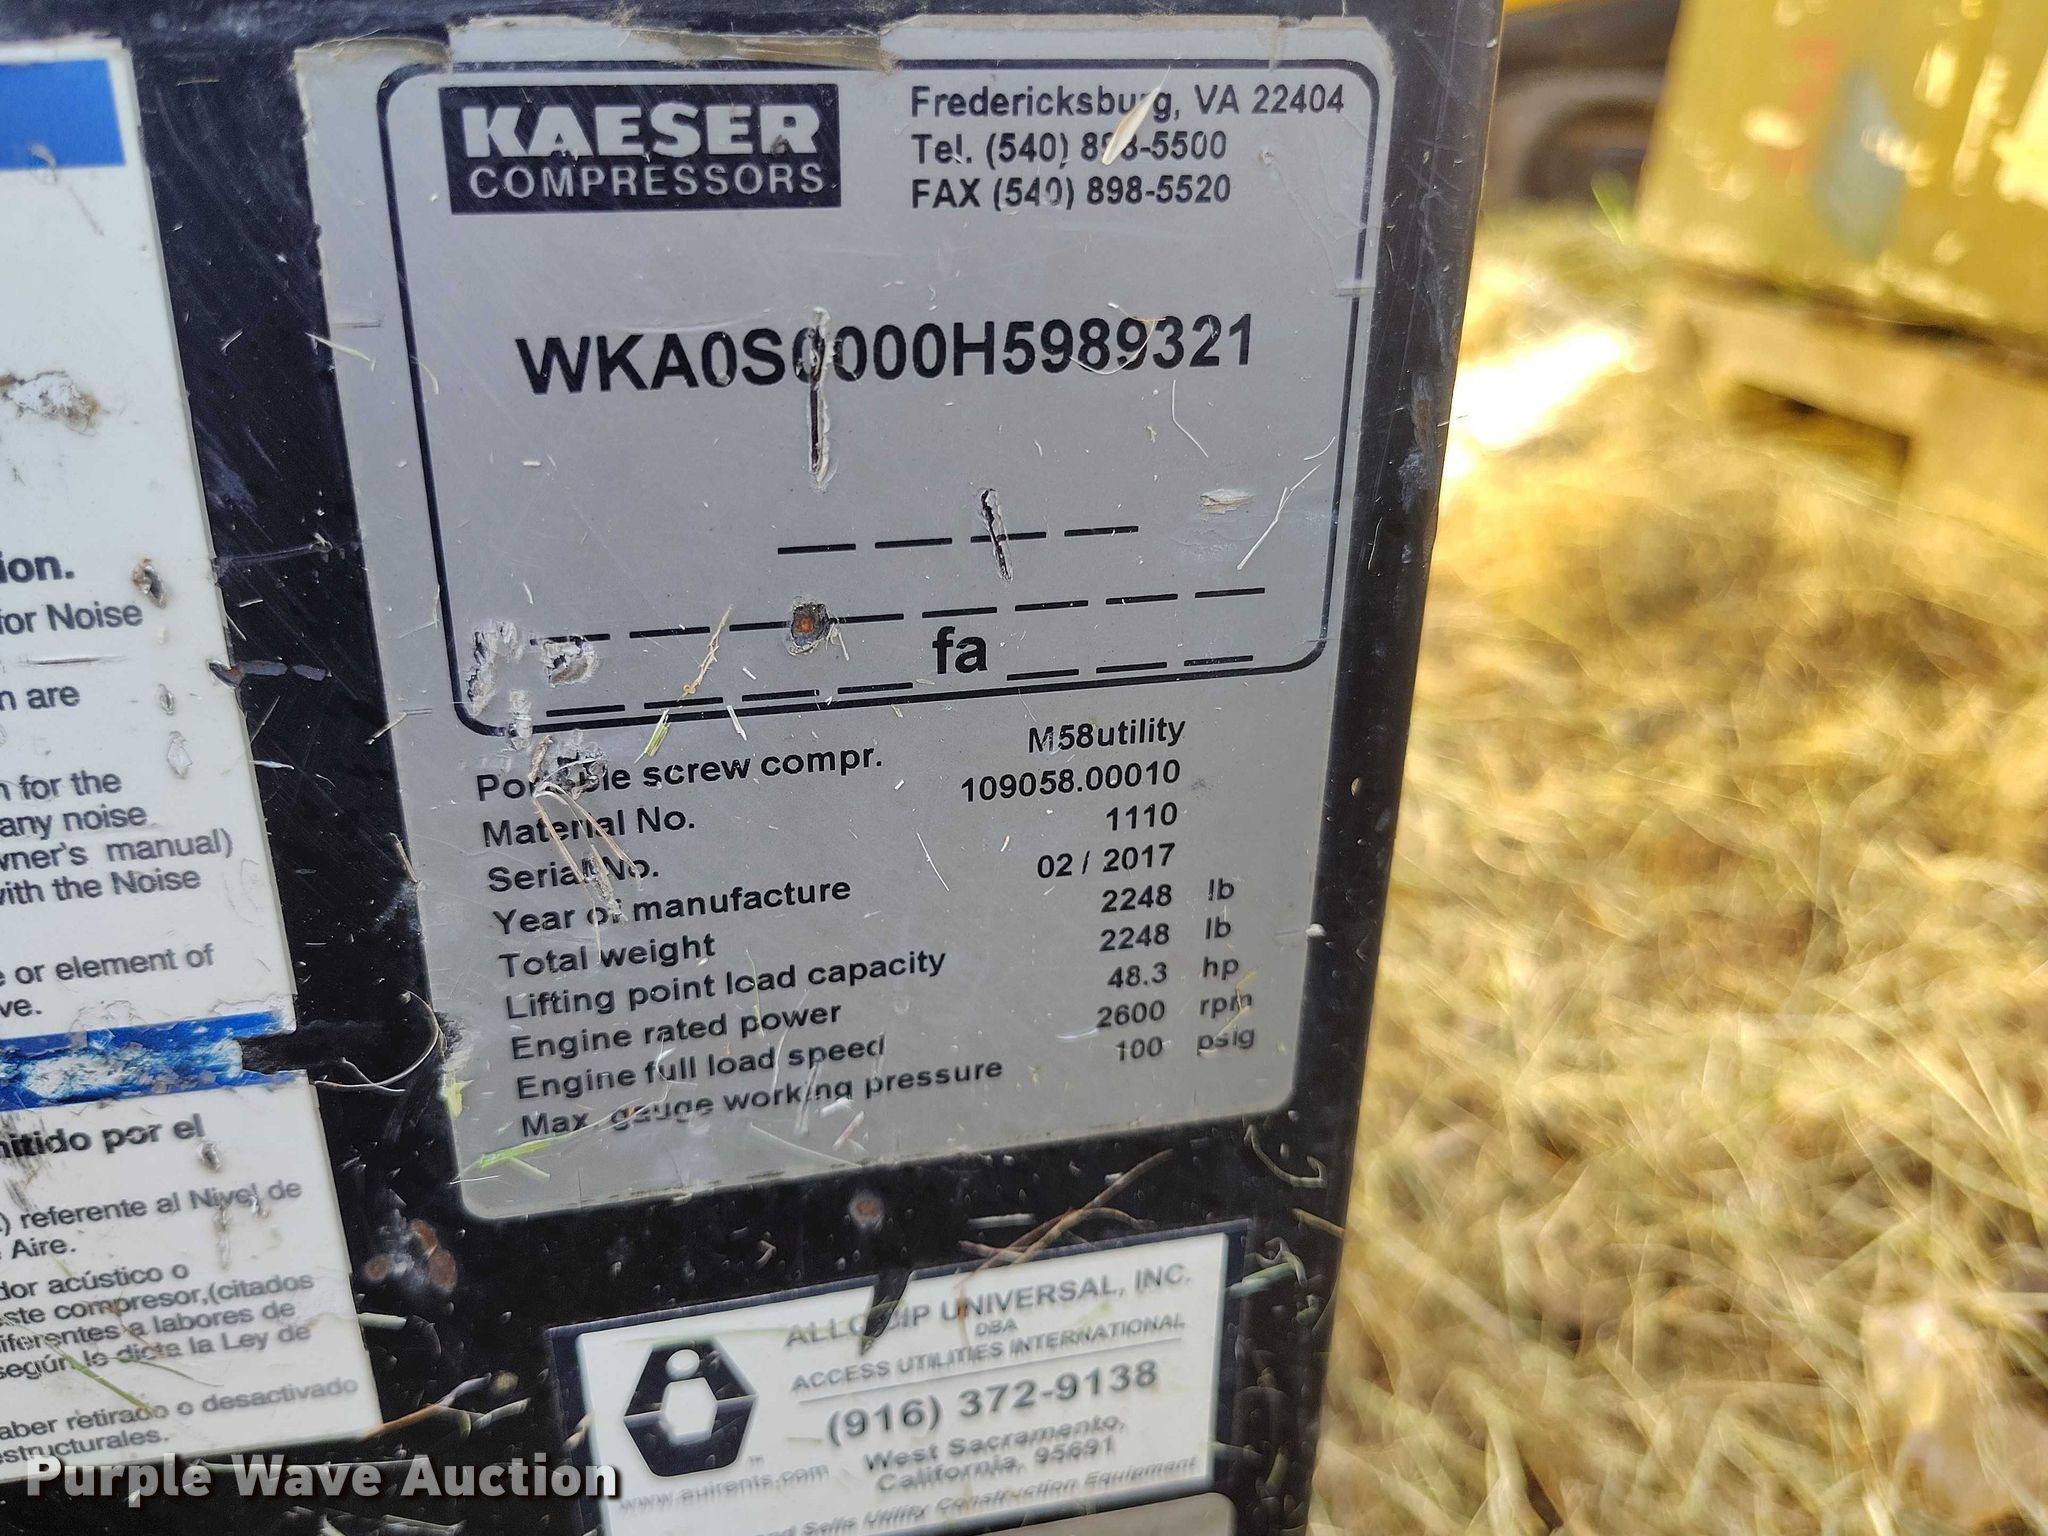 KAESER
COMPRESSORS
Fredericksburg, VA 22404
Tel. (540) 898-5500
FAX (540) 898-5520
WKA0S0000H5989321
fa
Portable screw compr. M58utility
Material No. 109058.00010
Serial No. 1110
Year of manufacture 02 / 2017
Total weight 2248 lb
Lifting point load capacity 2248 lb
Engine rated power 48.3 hp
Engine full load speed 2600 rpm
Max. gauge working pressure 100 psig
ion.
for Noise
n are
n for the
any noise
wner's manual)
with the Noise
e or element of
ve.
mitido por el
) referente al Nivel de
Aire.
dor acústico o
ste compresor,(citados
iferentes a labores de
según lo dicta la Ley de
aber retirado o desactivado
estructurales.
UNIVERSAL, INC.
DBA
ACCESS UTILITIES INTERNATIONAL
(916) 372-9138
West Sacramento,
California, 95691
and Sells Utility Construction Equipment
Purple Wave Auction